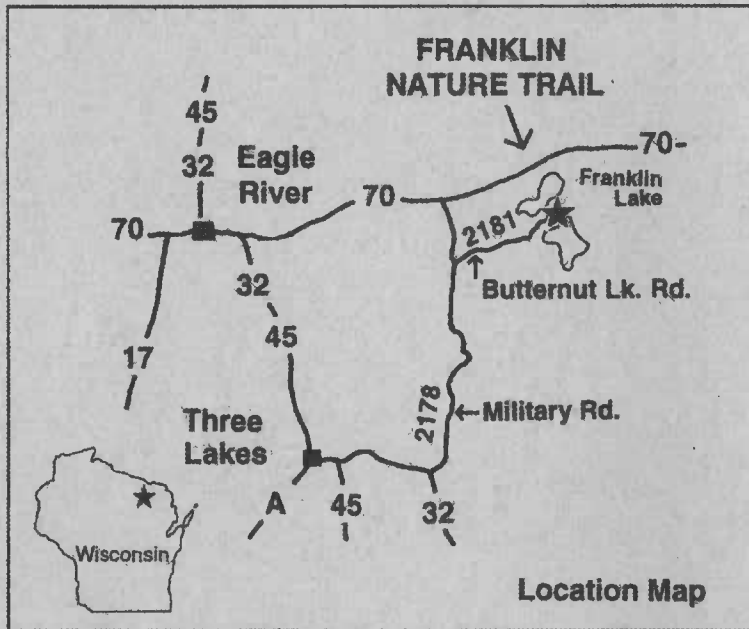 FRANKLIN
NATURE TRAIL
45
32
Eagle
River
70-
70
Franklin
Lake
70
2181
32
Butternut Lk. Rd.
45
17
Three
Lakes
2178
Military Rd.
A
45
32
Wisconsin
Location Map